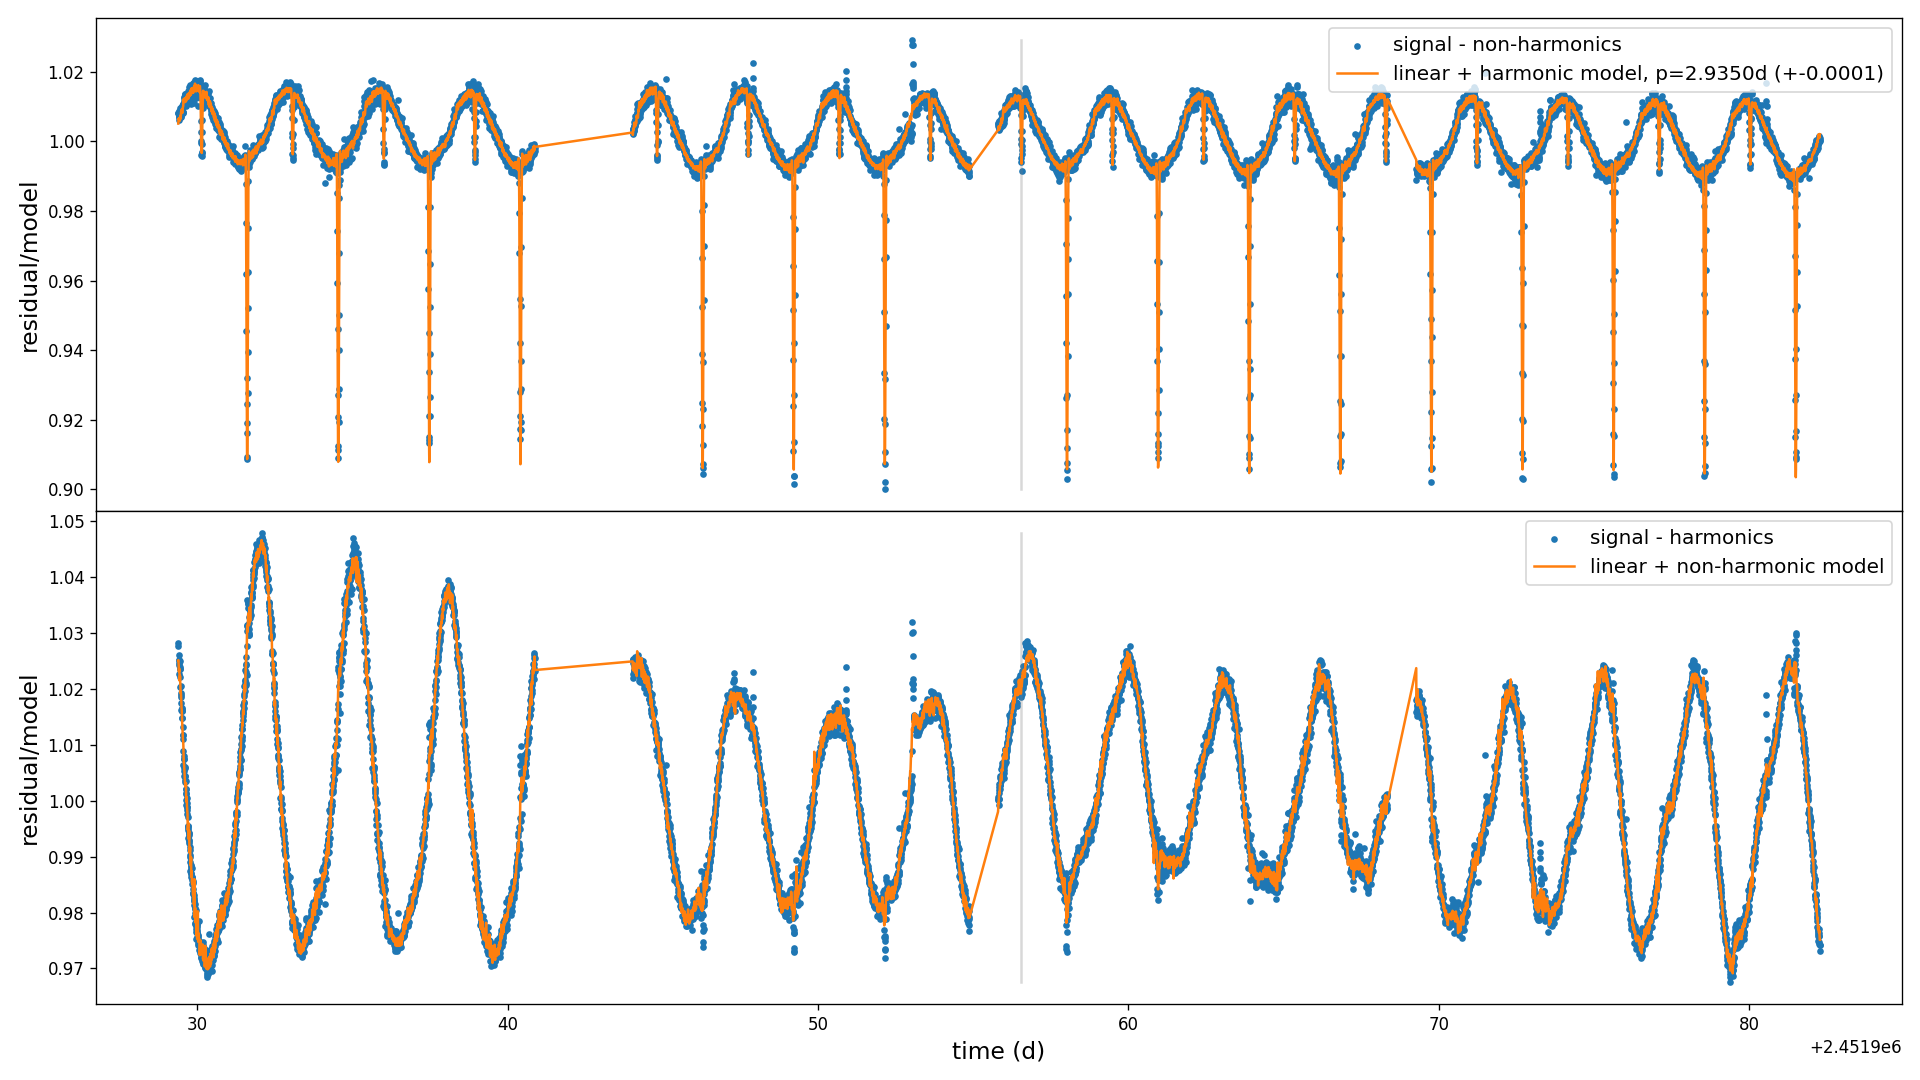 signal - non-harmonics
linear + harmonic model, p=2.9350d (+-0.0001)
1.02
1.00
0.98
0.96
0.94
0.92
0.90
residual/model
signal - harmonics
linear + non-harmonic model
1.05
1.04
1.03
1.02
1.01
1.00
0.99
0.98
0.97
residual/model
30 40 50 60 70 80
time (d)
+2.4519e6